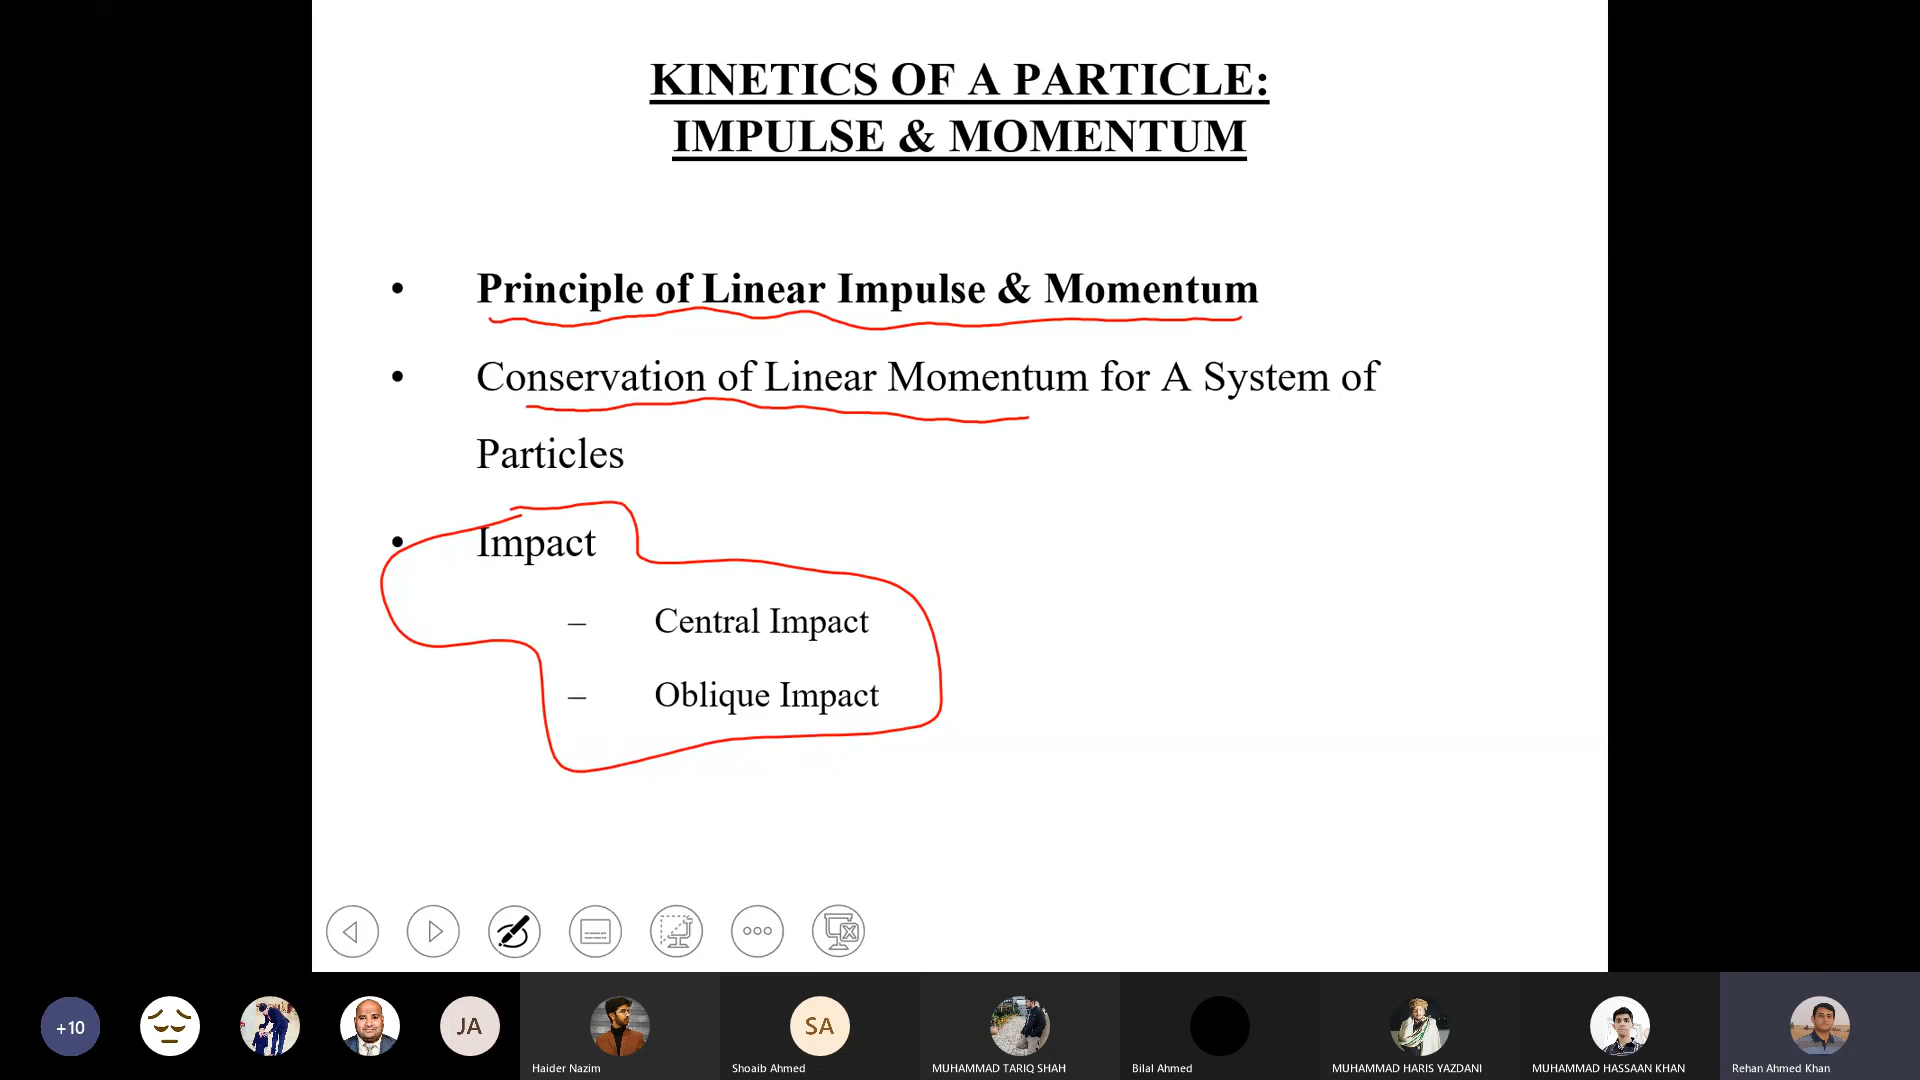 KINETICS OF A PARTICLE:
IMPULSE & MOMENTUM
• Principle of Linear Impulse & Momentum
• Conservation of Linear Momentum for A System of
Particles
• Impact
– Central Impact
– Oblique Impact
+10
JA
SA
Haider Nazim
Shoaib Ahmed
MUHAMMAD TARIQ SHAH
Bilal Ahmed
MUHAMMAD HARIS YAZDANI
MUHAMMAD HASSAAN KHAN
Rehan Ahmed Khan